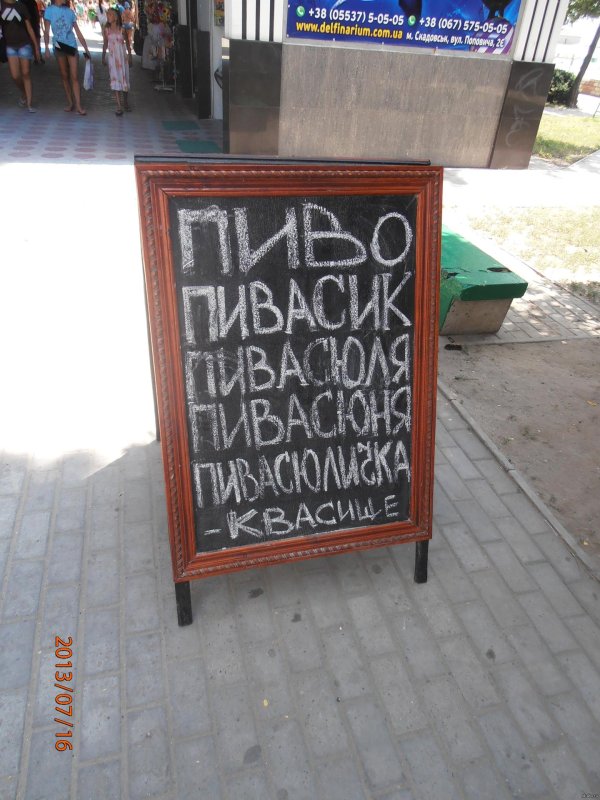 +38 (05537) 5-05-05 +38 (067) 575-05-05
www.delfinarium.com.ua м. Скадовськ, вул. Поповича, 2Є
ПИВО
ПИВАСИК
ПИВАСЮЛЯ
ПИВАСЮНЯ
ПИВАСЮЛИЧКА
-КВАСИЩЕ
2013/07/16